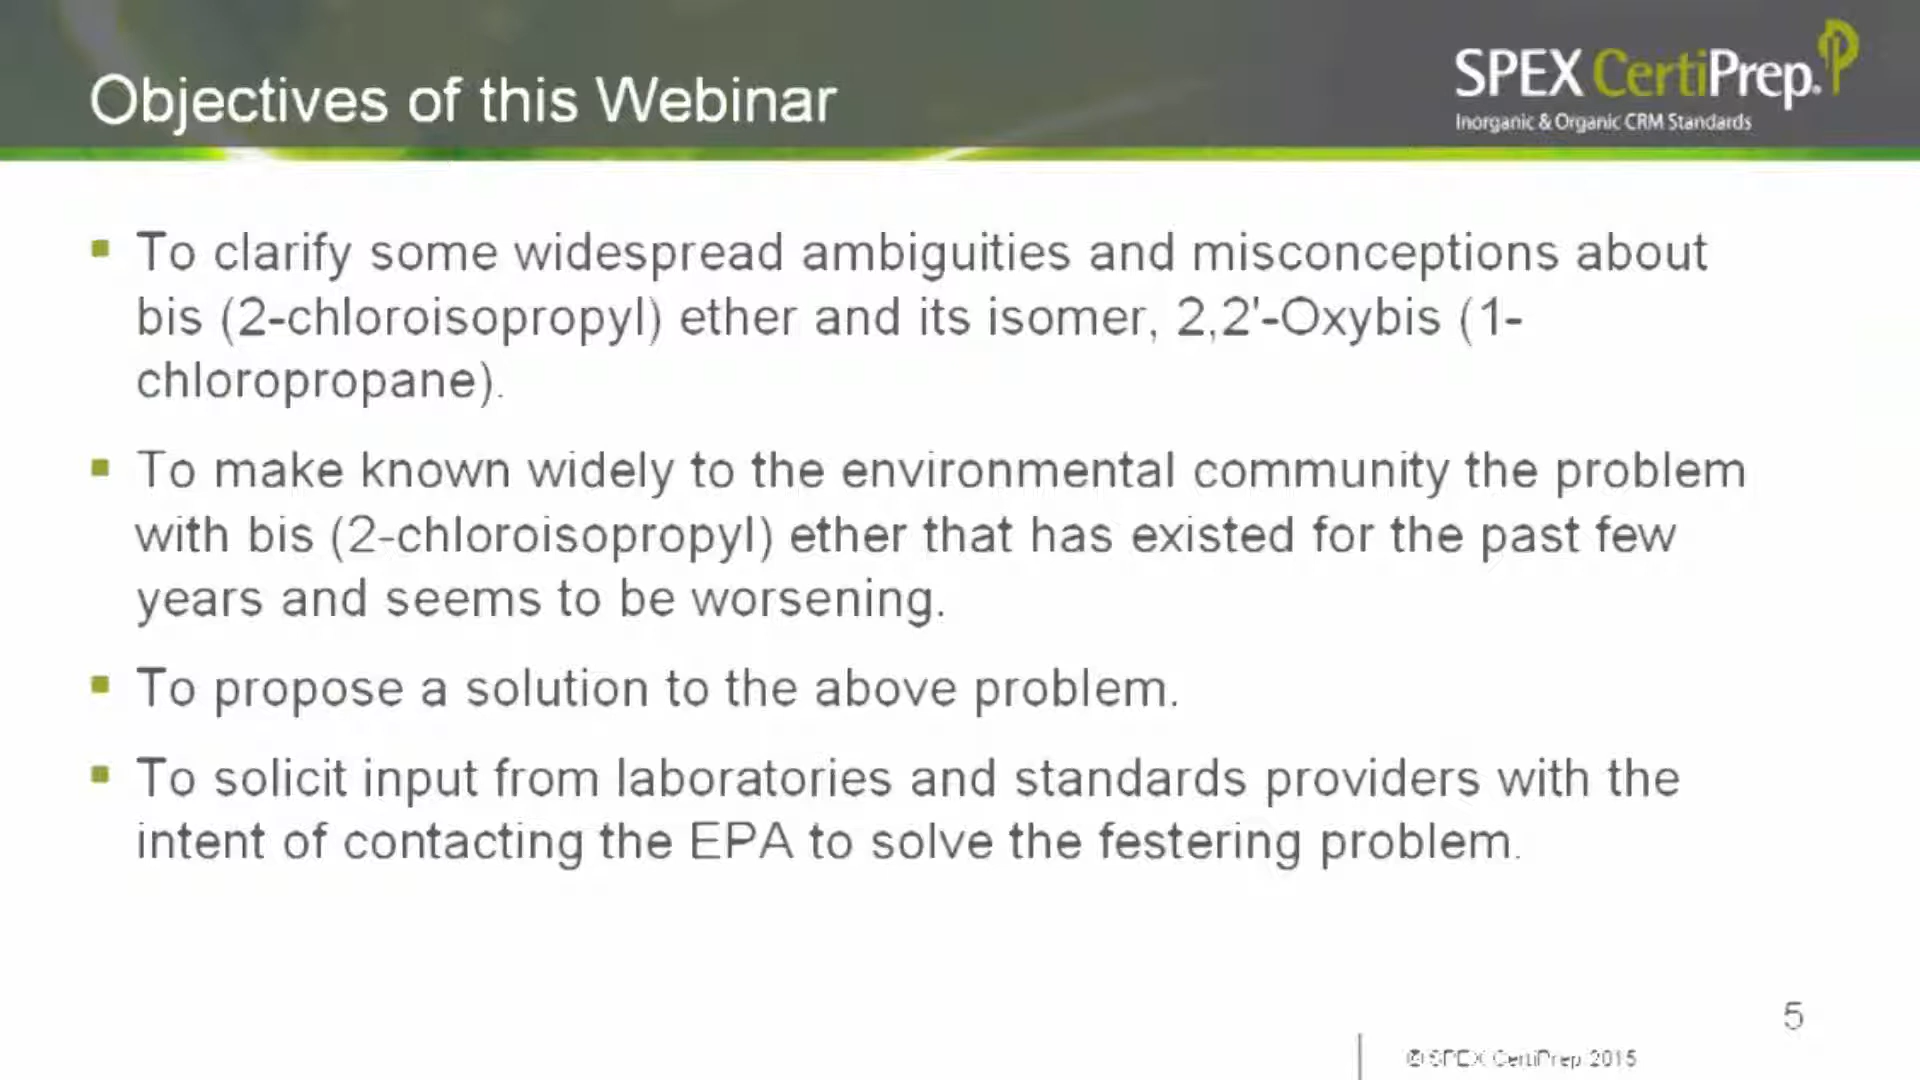 Objectives of this Webinar
SPEX CertiPrep.
Inorganic & Organic CRM Standards
▪ To clarify some widespread ambiguities and misconceptions about
bis (2-chloroisopropyl) ether and its isomer, 2,2'-Oxybis (1-
chloropropane).
▪ To make known widely to the environmental community the problem
with bis (2-chloroisopropyl) ether that has existed for the past few
years and seems to be worsening.
▪ To propose a solution to the above problem.
▪ To solicit input from laboratories and standards providers with the
intent of contacting the EPA to solve the festering problem.
5
© SPEX CertiPrep 2015